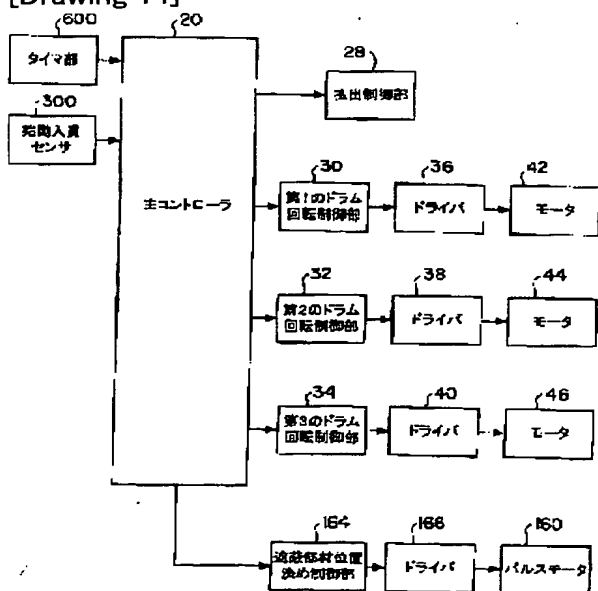 600
20
タイマ部
28
払出制御部
300
始動入賞
センサ
主コントローラ
30
36
42
第1のドラム
回転制御部
ドライバ
モータ
32
38
44
第2のドラム
回転制御部
ドライバ
モータ
34
40
46
第3のドラム
回転制御部
ドライバ
モータ
164
166
160
遮蔽部材位置
決め制御部
ドライバ
パルスモータ